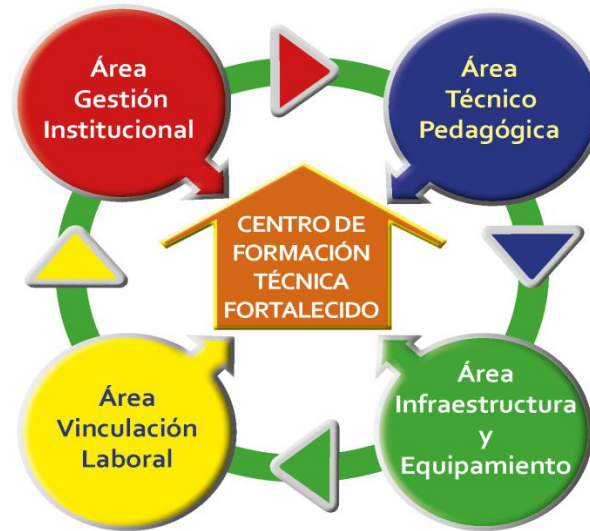 Área
Gestión
Institucional
Área
Técnico
Pedagógica
CENTRO DE
FORMACIÓN
TÉCNICA
FORTALECIDO
Área
Vinculación
Laboral
Área
Infraestructura
y
Equipamiento